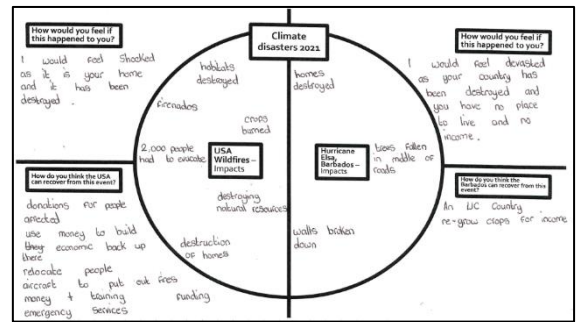 Climate
disasters 2021
How would you feel if
this happened to you?
I would feel shocked
as it is your home
and it has been
destroyed.
How do you think the USA
can recover from this event?
donations for people
affected
use money to build
they economic back up
there
relocate people
aircraft to put out fires
money + training funding
emergency services
habitats
destroyed
firenados
crops
burned
2,000 people
had to evacuate
USA
Wildfires –
Impacts
destroying
natural resources
destruction
of homes
homes
destroyed
Hurricane
Elsa,
Barbados –
Impacts
trees fallen
in middle of
roads
walls broken
down
How would you feel if
this happened to you?
I would feel devasted
as your country has
been destroyed and
you have no place
to live and no
income.
How do you think the
Barbados can recover from this
event?
An LIC Country
re-grow crops for income